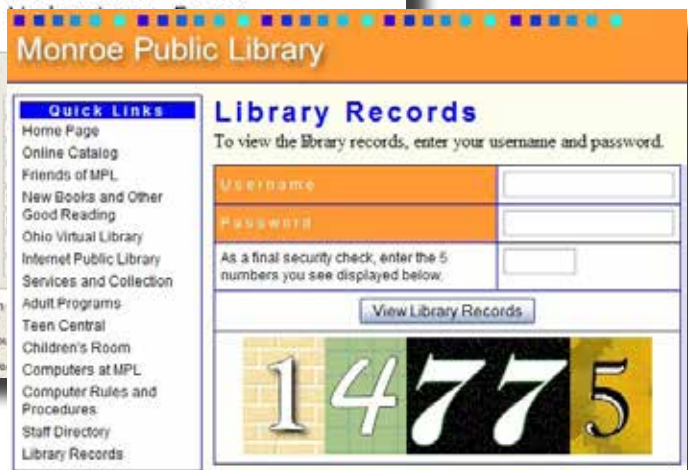 Monroe Public Library
Quick Links
Home Page
Online Catalog
Friends of MPL
New Books and Other
Good Reading
Ohio Virtual Library
Internet Public Library
Services and Collection
Adult Programs
Teen Central
Children's Room
Computers at MPL
Computer Rules and
Procedures
Staff Directory
Library Records
Library Records
To view the library records, enter your username and password.
Username
Password
As a final security check, enter the 5
numbers you see displayed below.
View Library Records
14775